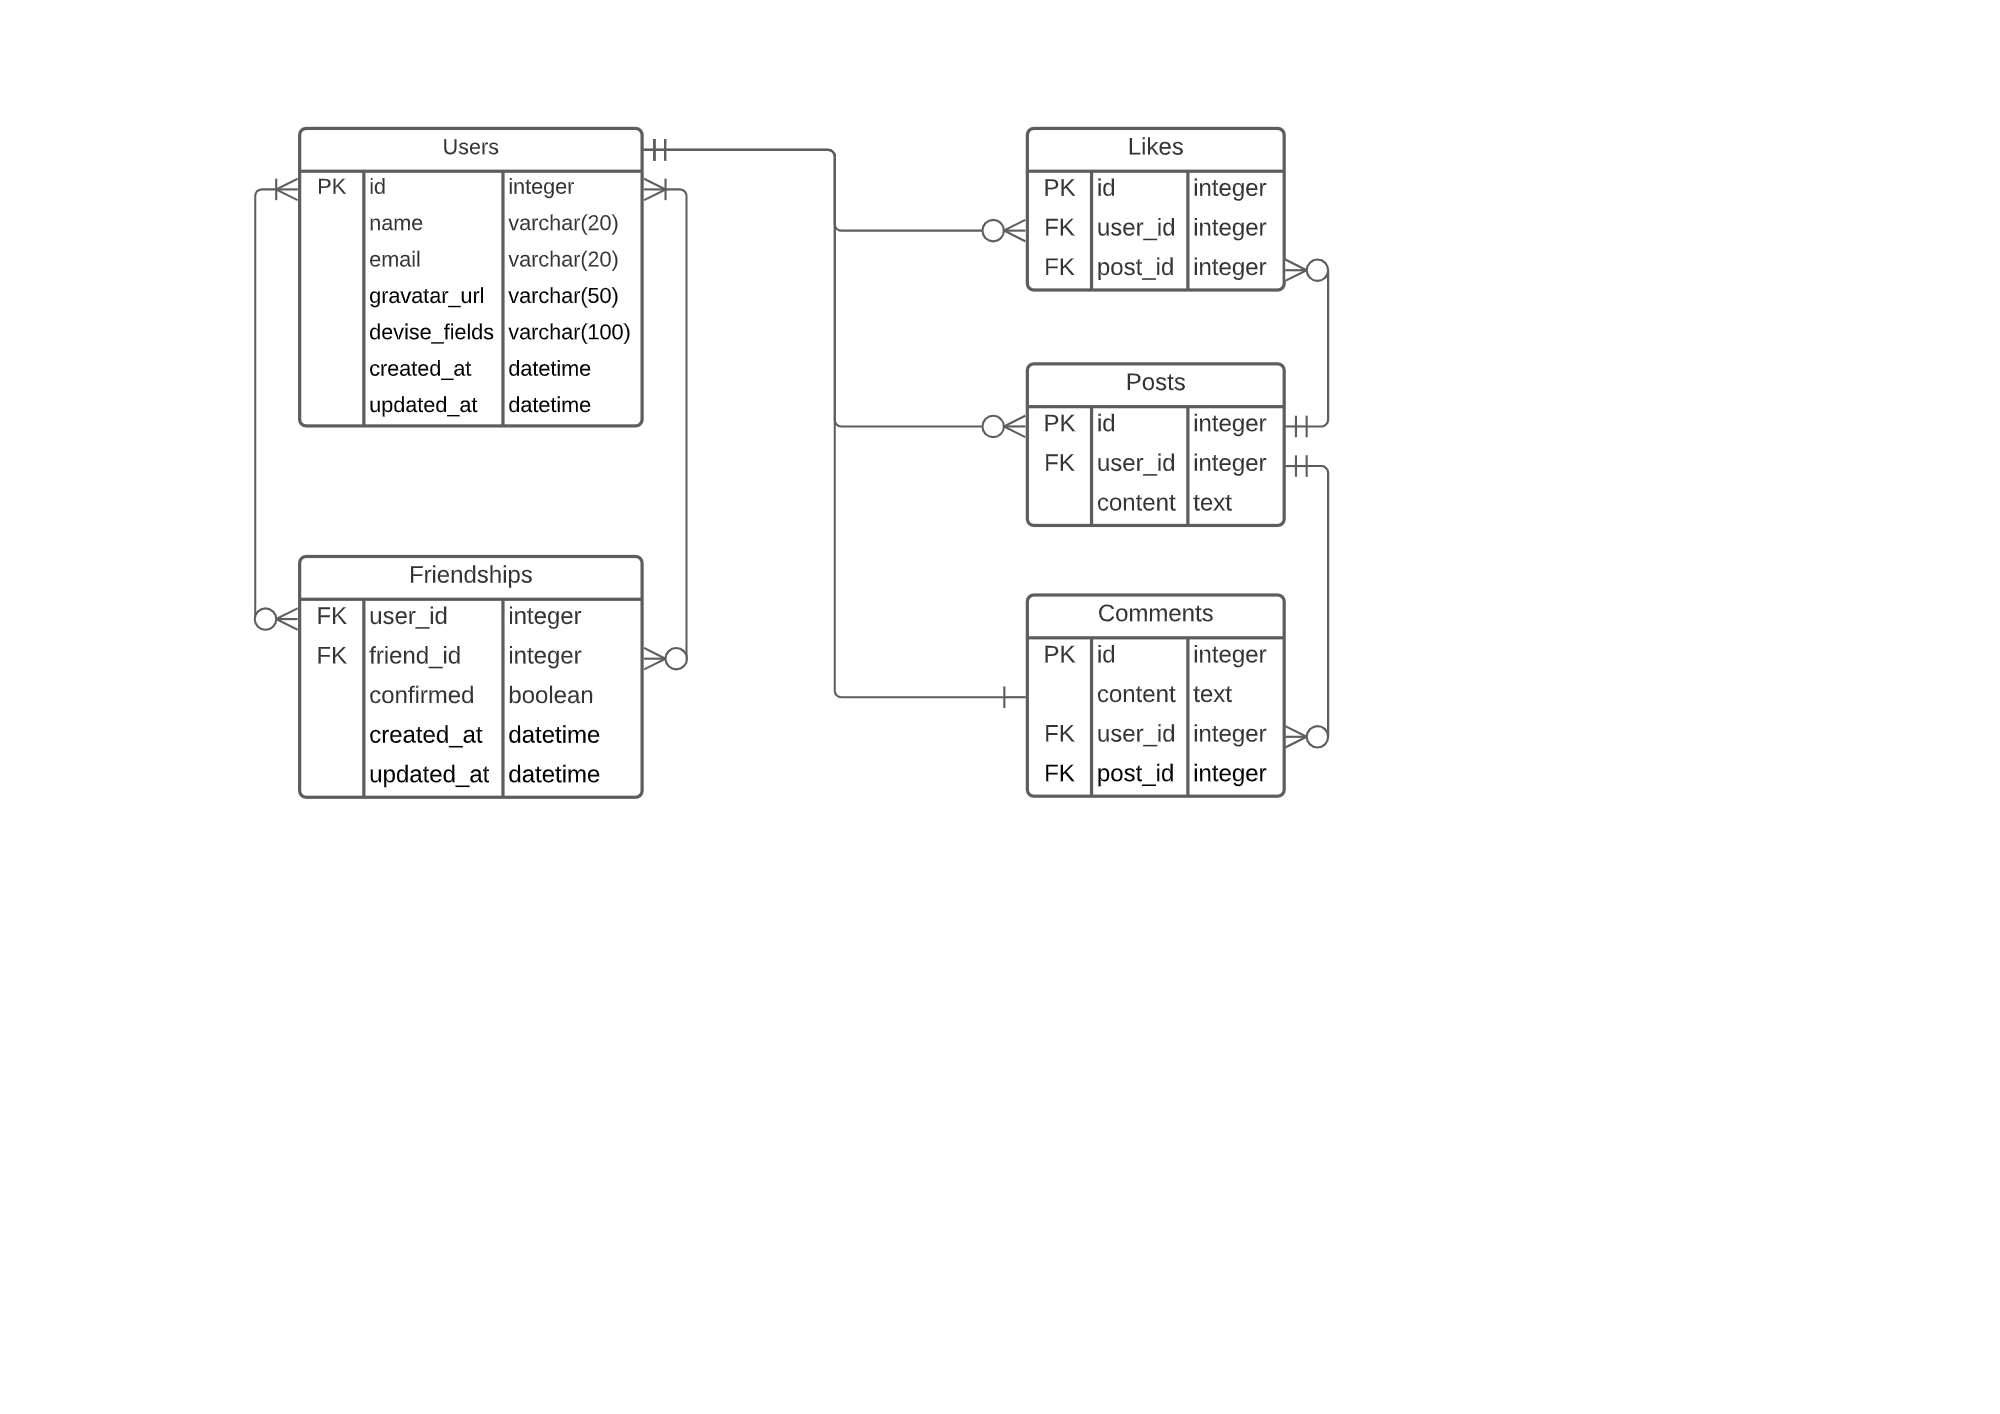 Users
PK id integer
name varchar(20)
email varchar(20)
gravatar_url varchar(50)
devise_fields varchar(100)
created_at datetime
updated_at datetime
Friendships
FK user_id integer
FK friend_id integer
confirmed boolean
created_at datetime
updated_at datetime
Likes
PK id integer
FK user_id integer
FK post_id integer
Posts
PK id integer
FK user_id integer
content text
Comments
PK id integer
content text
FK user_id integer
FK post_id integer